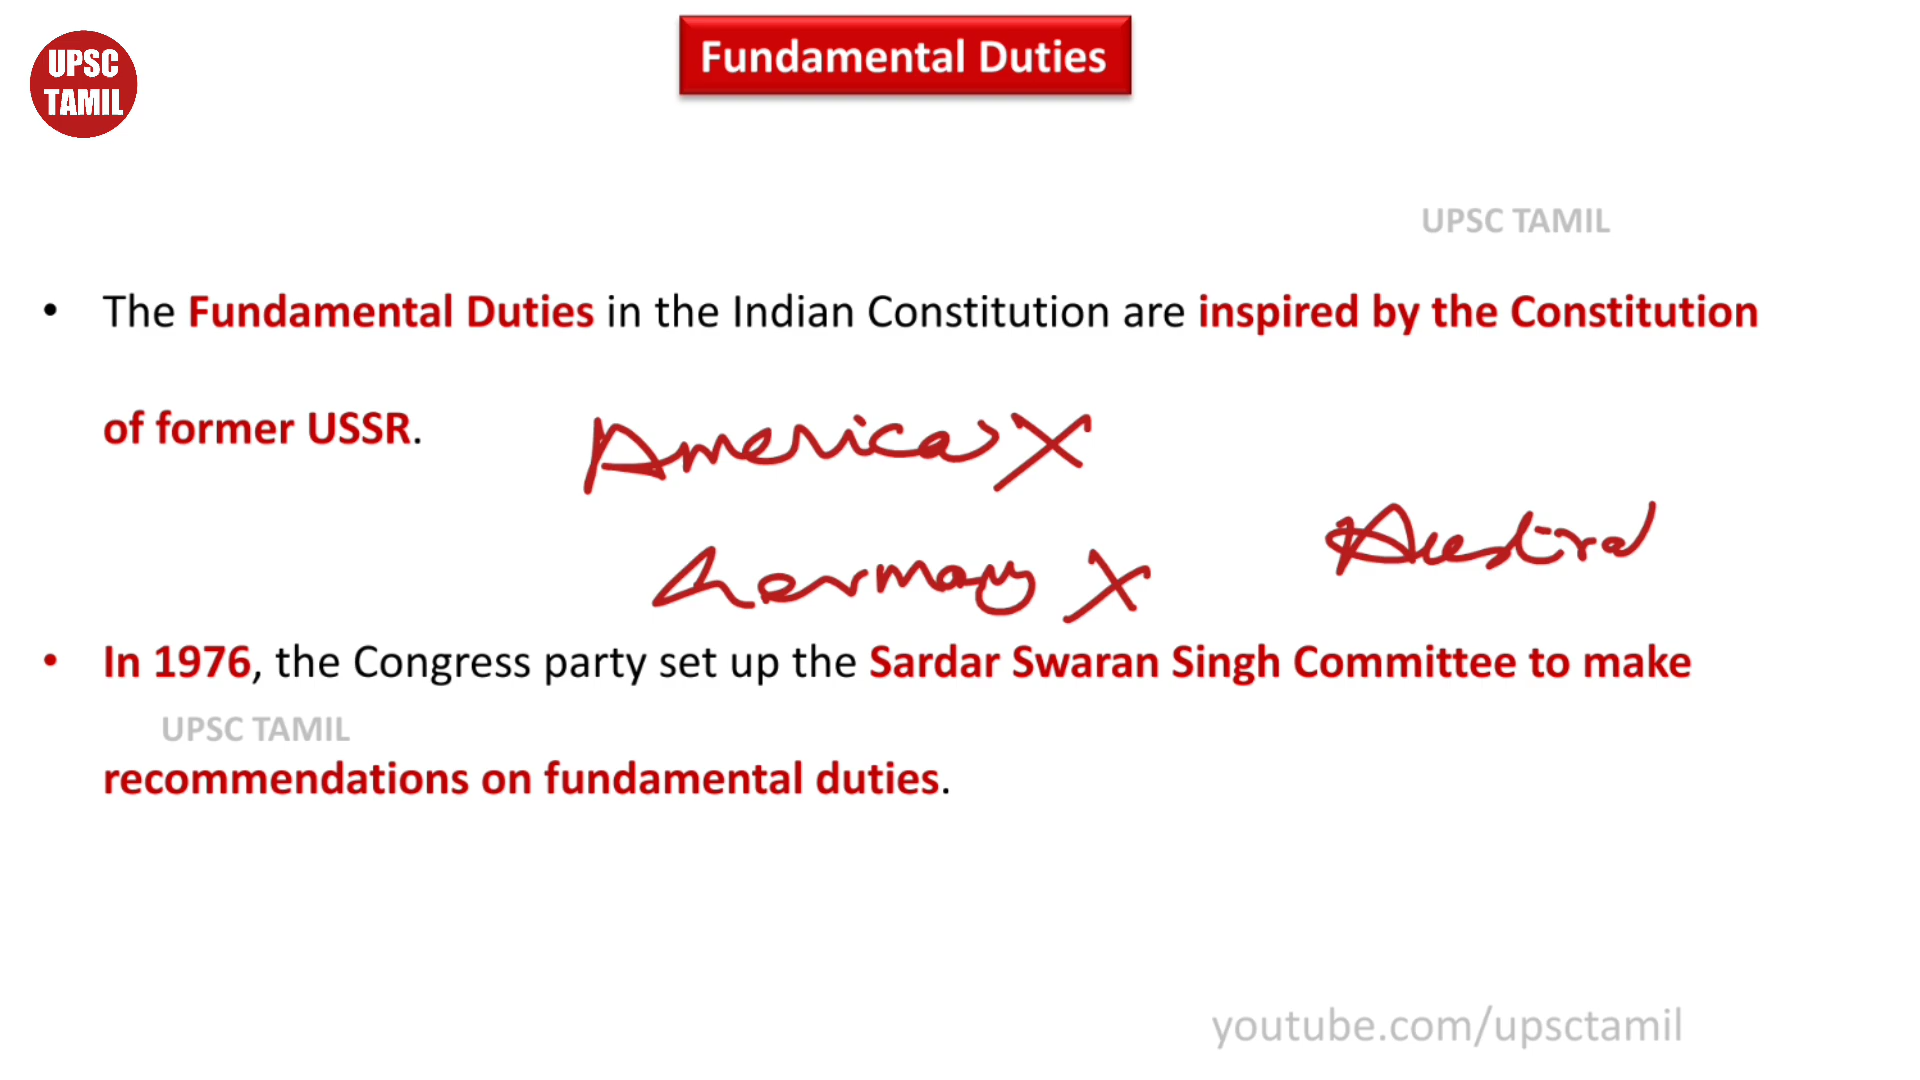 Fundamental Duties
UPSC
TAMIL
UPSC TAMIL
• The Fundamental Duties in the Indian Constitution are inspired by the Constitution
of former USSR.
America X
Germany X
• In 1976, the Congress party set up the Sardar Swaran Singh Committee to make
UPSC TAMIL
recommendations on fundamental duties.
youtube.com/upsctamil